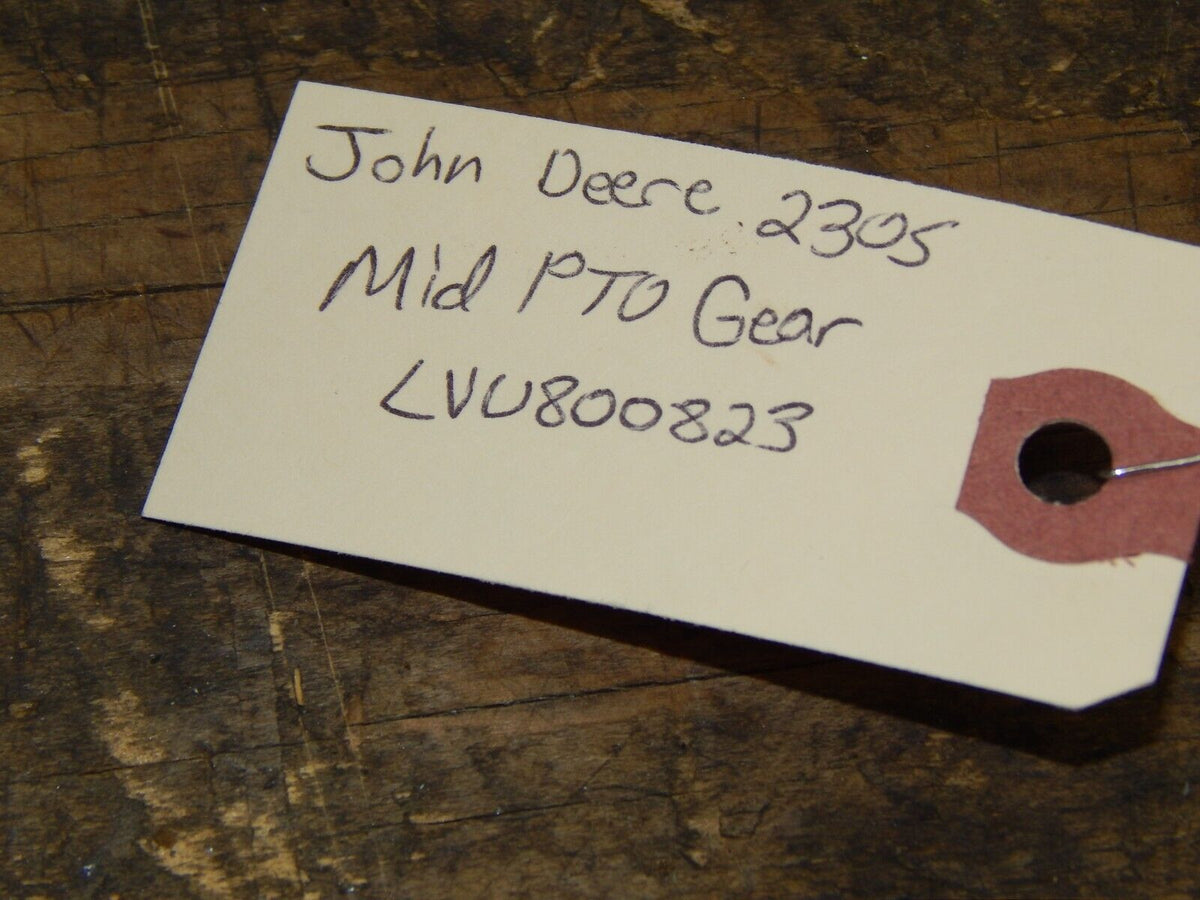 John Deere 2305
Mid PTO Gear
LVU800823